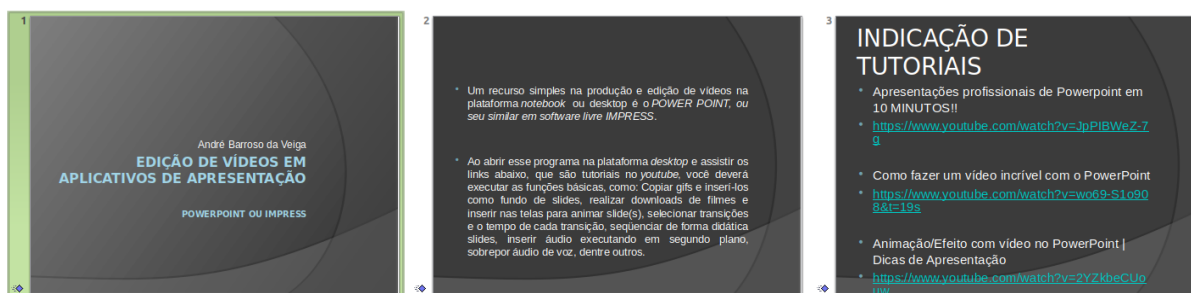 1
André Barroso da Veiga
EDIÇÃO DE VÍDEOS EM
APLICATIVOS DE APRESENTAÇÃO
POWERPOINT OU IMPRESS
2
Um recurso simples na produção e edição de vídeos na
plataforma notebook ou desktop é o POWER POINT, ou
seu similar em software livre IMPRESS.
Ao abrir esse programa na plataforma desktop e assistir os
links abaixo, que são tutoriais no youtube, você deverá
executar as funções básicas, como: Copiar gifs e inserí-los
como fundo de slides, realizar downloads de filmes e
inserir nas telas para animar slide(s), selecionar transições
e o tempo de cada transição, seqüenciar de forma didática
slides, inserir áudio executando em segundo plano,
sobrepor áudio de voz, dentre outros.
3
INDICAÇÃO DE
TUTORIAIS
Apresentações profissionais de Powerpoint em
10 MINUTOS!!
https://www.youtube.com/watch?v=JpPIBWeZ-7
g
Como fazer um vídeo incrível com o PowerPoint
https://www.youtube.com/watch?v=wo69-S1o90
8&t=19s
Animação/Efeito com vídeo no PowerPoint |
Dicas de Apresentação
https://www.youtube.com/watch?v=2YZkbeCUo
uw